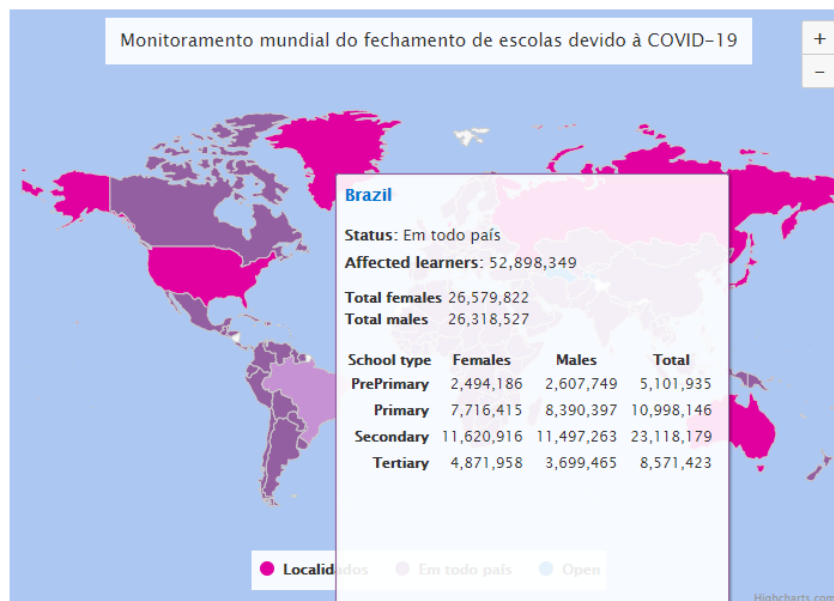 Monitoramento mundial do fechamento de escolas devido à COVID-19
+
−
Brazil
Status: Em todo país
Affected learners: 52,898,349
Total females 26,579,822
Total males 26,318,527
School type Females Males Total
PrePrimary 2,494,186 2,607,749 5,101,935
Primary 7,716,415 8,390,397 10,998,146
Secondary 11,620,916 11,497,263 23,118,179
Tertiary 4,871,958 3,699,465 8,571,423
Localidados Em todo país Open
Highcharts.com